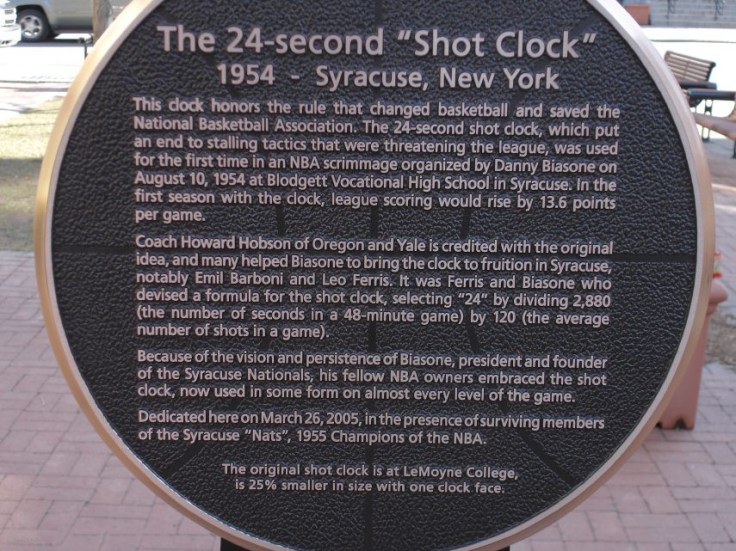 The 24-second "Shot Clock"
1954 - Syracuse, New York
This clock honors the rule that changed basketball and saved the
National Basketball Association. The 24-second shot clock, which put
an end to stalling tactics that were threatening the league, was used
for the first time in an NBA scrimmage organized by Danny Biasone on
August 10, 1954 at Blodgett Vocational High School in Syracuse. In the
first season with the clock, league scoring would rise by 13.6 points
per game.
Coach Howard Hobson of Oregon and Yale is credited with the original
idea, and many helped Biasone to bring the clock to fruition in Syracuse,
notably Emil Barboni and Leo Ferris. It was Ferris and Biasone who
devised a formula for the shot clock, selecting "24" by dividing 2,880
(the number of seconds in a 48-minute game) by 120 (the average
number of shots in a game).
Because of the vision and persistence of Biasone, president and founder
of the Syracuse Nationals, his fellow NBA owners embraced the shot
clock, now used in some form on almost every level of the game.
Dedicated here on March 26, 2005, in the presence of surviving members
of the Syracuse "Nats", 1955 Champions of the NBA.
The original shot clock is at LeMoyne College,
is 25% smaller in size with one clock face.